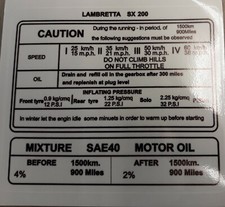 LAMBRETTA SX 200
CAUTION
During the running - in period, of 1500km
900Miles
the following suggestions must be observed
SPEED
I 25 km/h 15 m.p.h. II 35 km/h 21 m.p.h. III 50 km/h 30 m.p.h. IV 60 km/h 38 m.p.h.
DO NOT CLIMB HILLS
ON FULL THROTTLE
OIL
Drain and refill oil in the gearbox after 300 miles
and replenish at plug level
INFLATING PRESSURE
Front tyre 0.9 kg/cm2 12 P.S.I. Rear tyre 1.25 kg/cm2 22 P.S.I. Solo 2.25 kg/cm2 32 P.S.I.
In winter let the engin idle some minuets in order to warm up before starting
MIXTURE SAE40 MOTOR OIL
BEFORE 1500km.
4% 900 Miles
AFTER 1500km.
2% 900 Miles